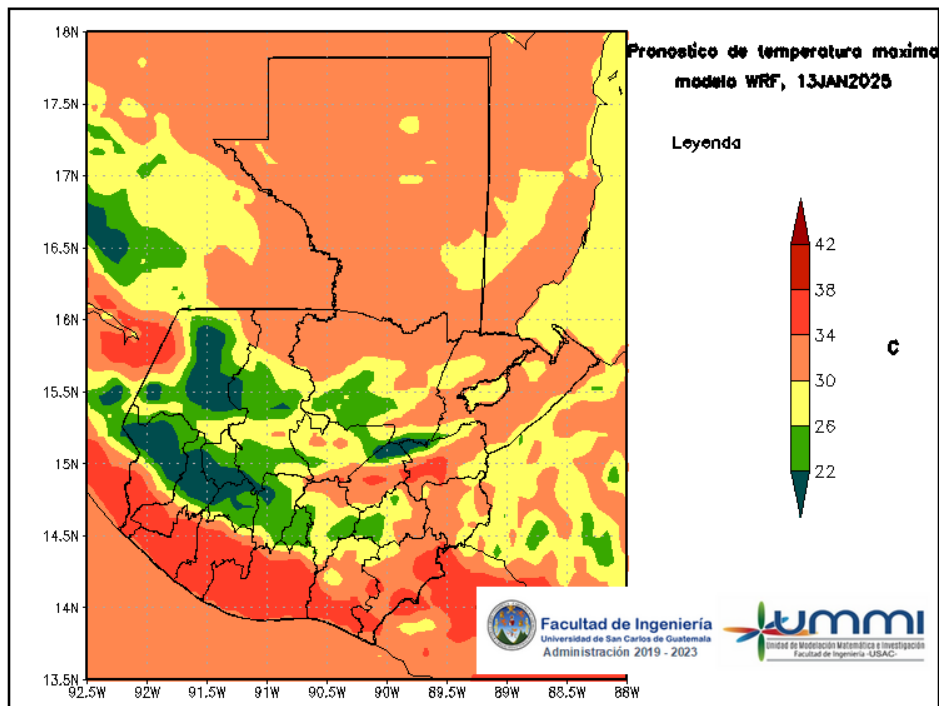 Pronostico de temperatura maxima
modelo WRF, 13JAN2025
Leyenda
42
38
34
30
26
22
C
18N
17.5N
17N
16.5N
16N
15.5N
15N
14.5N
14N
13.5N
92.5W 92W 91.5W 91W 90.5W 90W 89.5W 89W 88.5W 88W
Facultad de Ingeniería
Universidad de San Carlos de Guatemala
Administración 2019 - 2023
UMMI
Unidad de Modelación Matemática e Investigación
Facultad de Ingeniería -USAC-